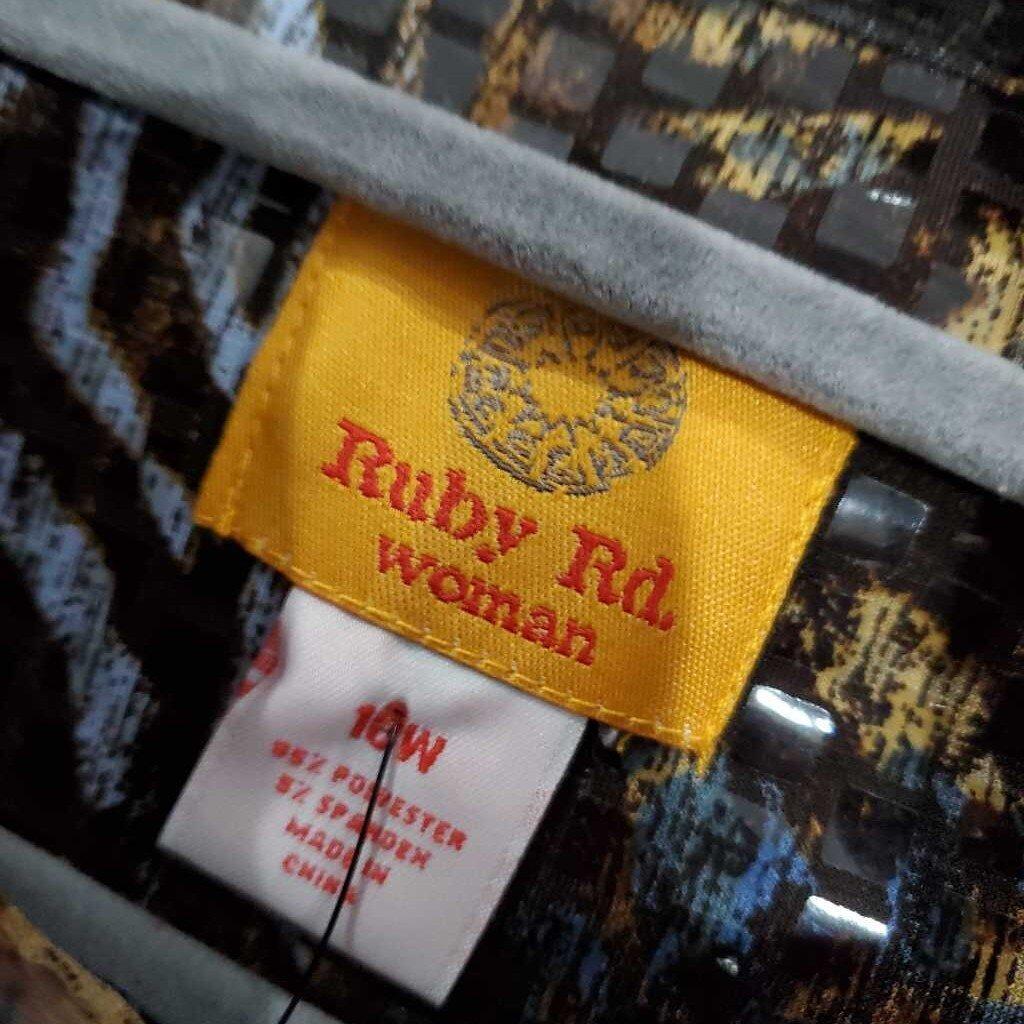 Ruby Rd.
woman
16W
95% POLYESTER
5% SPANDEX
MADE IN
CHINA